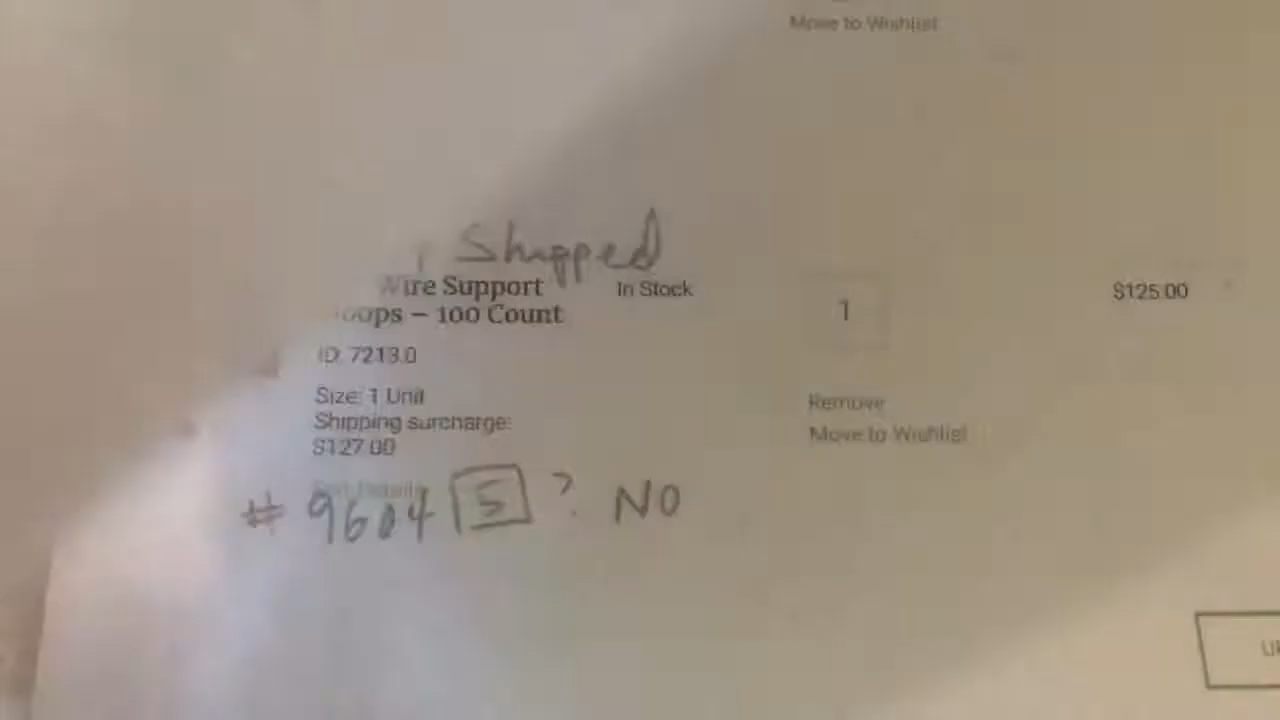 Move to Wishlist
Shipped
Wire Support
oops – 100 Count
In Stock
1
$125.00
ID: 7213.0
Size: 1 Unit
Shipping surcharge:
$127.00
Remove
Move to Wishlist
# 9604 5 ? NO